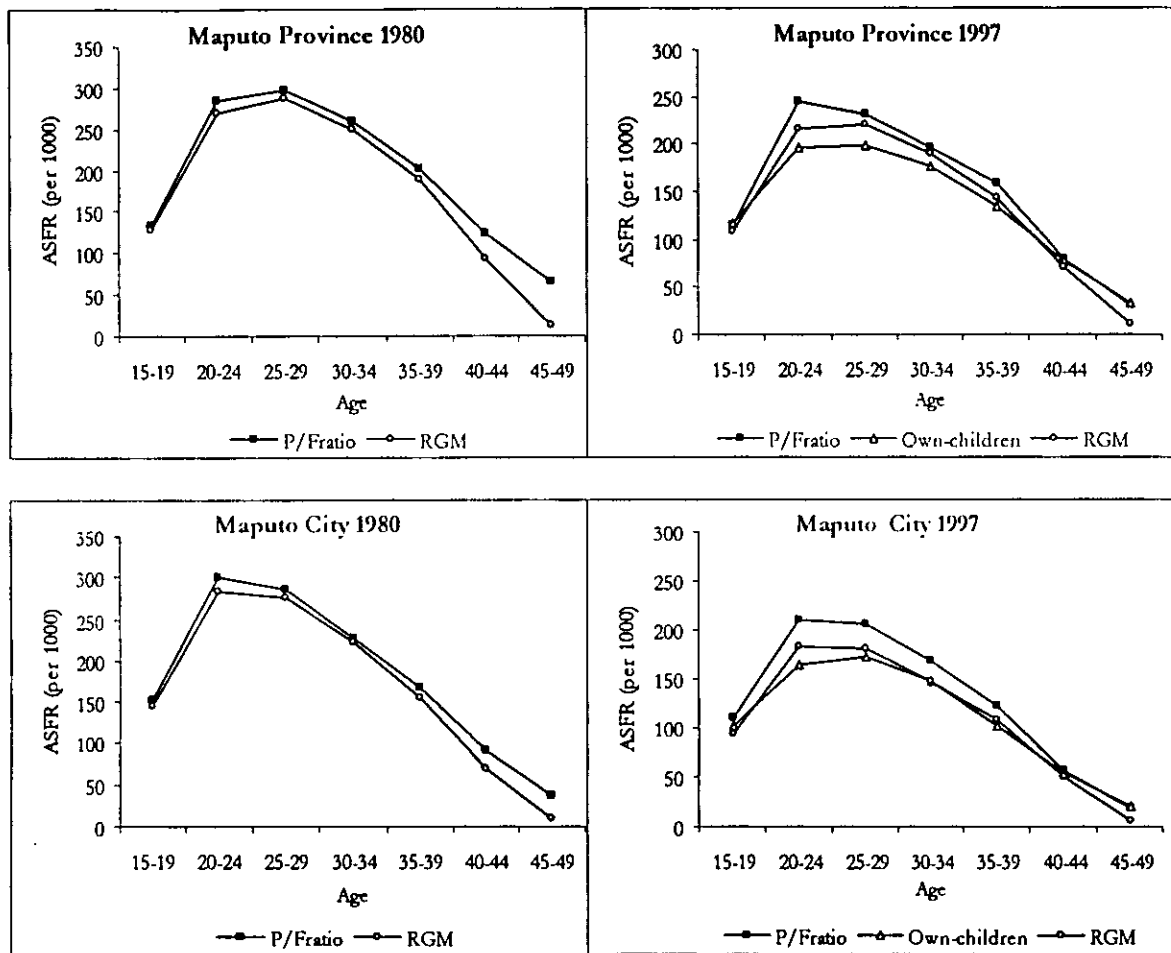 Maputo Province 1980
350
300
250
200
150
100
50
0
ASFR (per 1000)
15-19 20-24 25-29 30-34 35-39 40-44 45-49
Age
P/Fratio RGM
Maputo Province 1997
300
250
200
150
100
50
0
ASFR (per 1000)
15-19 20-24 25-29 30-34 35-39 40-44 45-49
Age
P/Fratio Own-children RGM
Maputo City 1980
350
300
250
200
150
100
50
0
ASFR (per 1000)
15-19 20-24 25-29 30-34 35-39 40-44 45-49
Age
P/Fratio RGM
Maputo City 1997
300
250
200
150
100
50
0
ASFR (per 1000)
15-19 20-24 25-29 30-34 35-39 40-44 45-49
Age
P/Fratio Own-children RGM